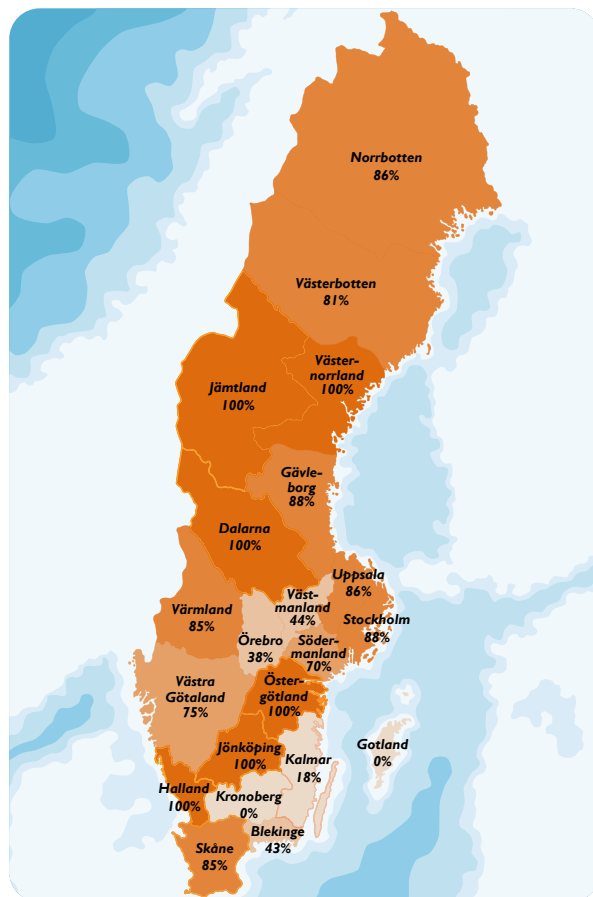 Norrbotten
86%
Västerbotten
81%
Väster-
norrland
100%
Jämtland
100%
Gävle-
borg
88%
Dalarna
100%
Uppsala
86%
Väst-
manland
44%
Värmland
85%
Stockholm
88%
Örebro
38%
Söder-
manland
70%
Västra
Götaland
75%
Öster-
götland
100%
Jönköping
100%
Gotland
0%
Kalmar
18%
Halland
100%
Kronoberg
0%
Blekinge
43%
Skåne
85%